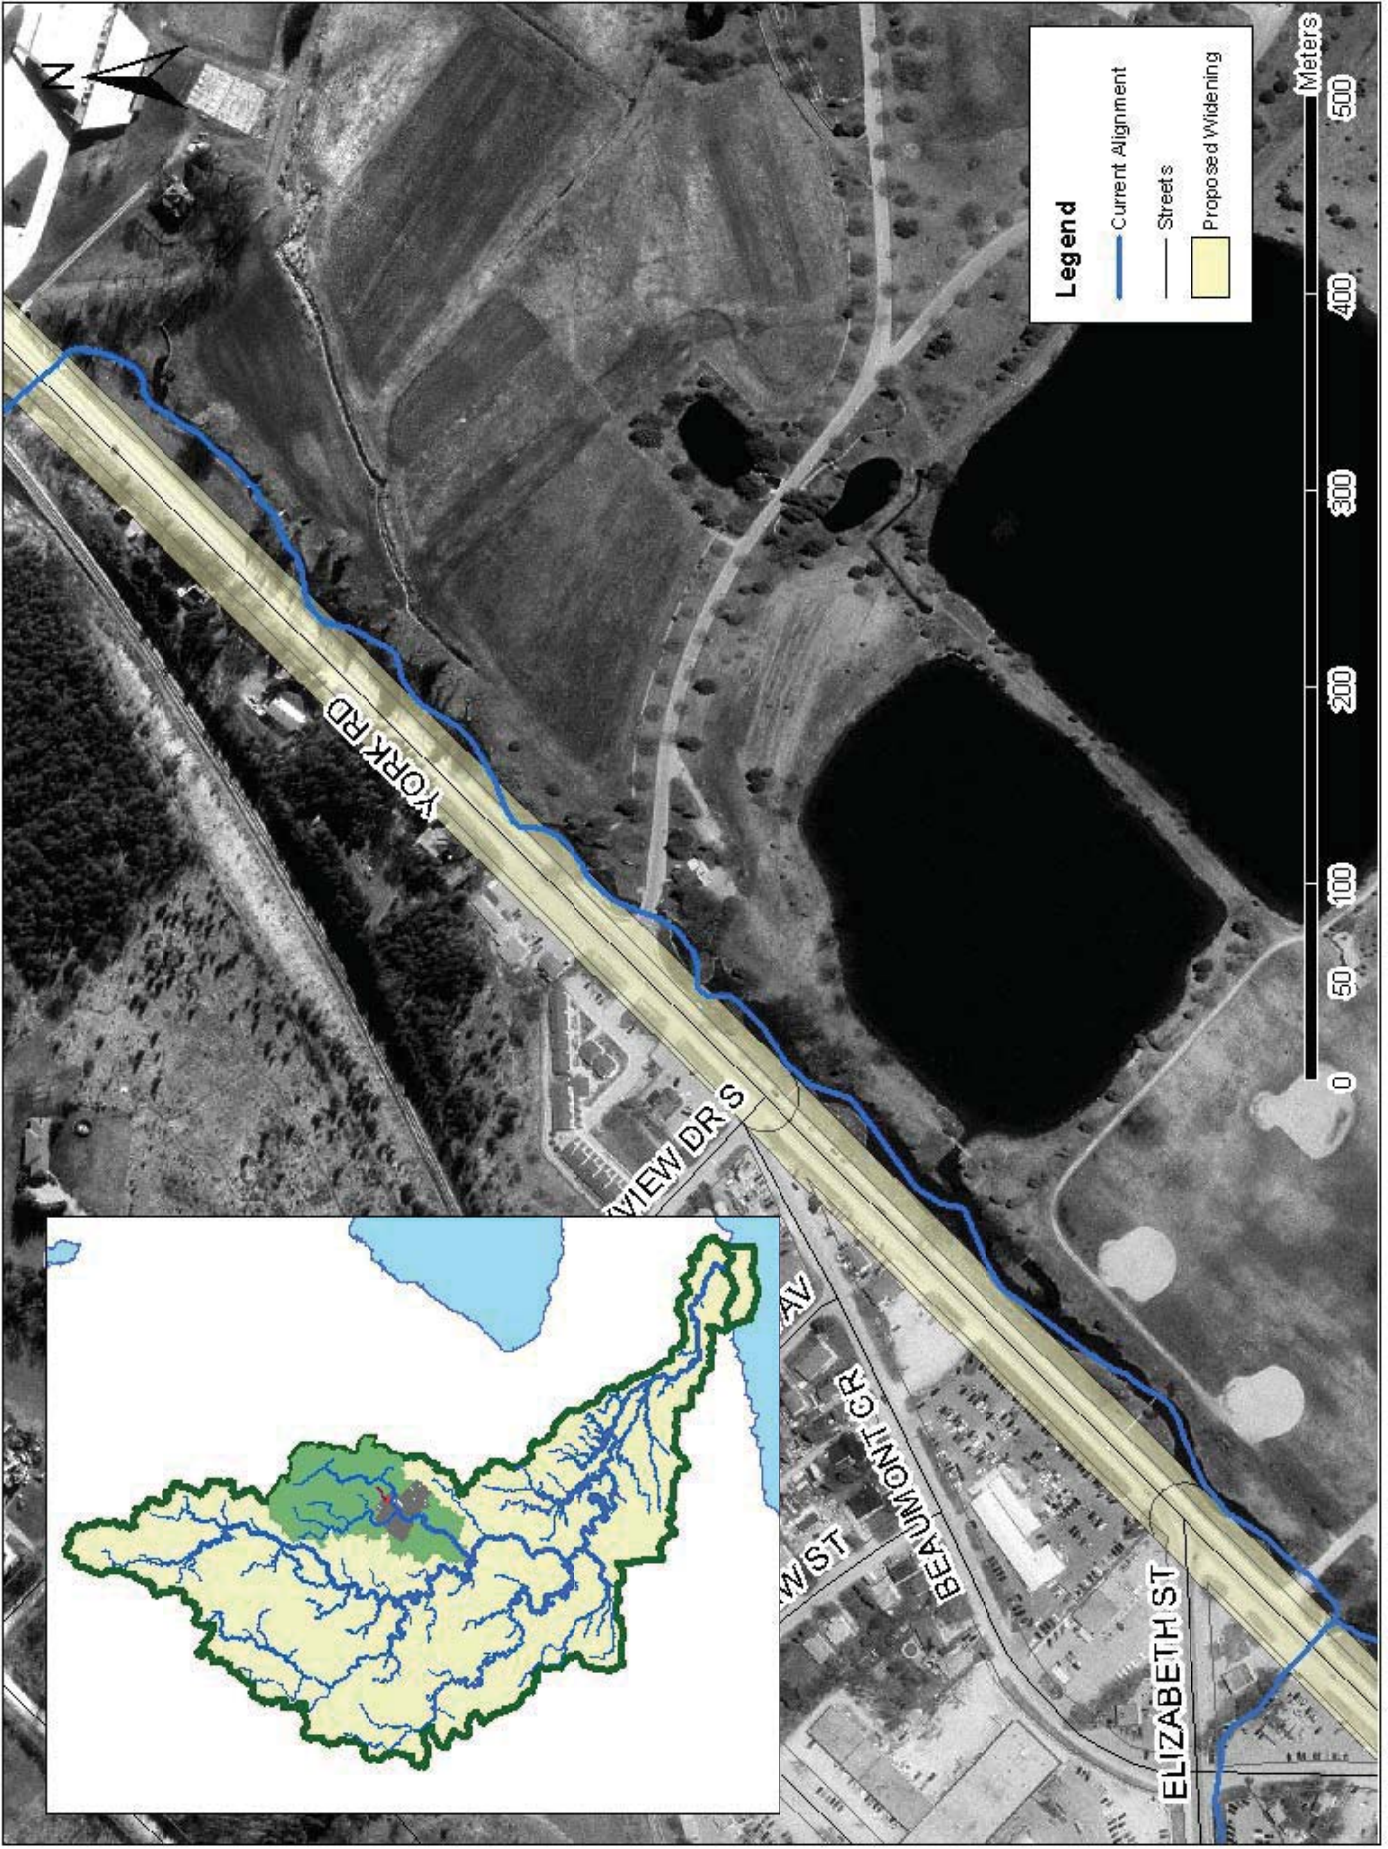 N
YORK RD
VIEW DR S
AV
W ST
BEAUMONT CR
ELIZABETH ST
Legend
Current Alignment
Streets
Proposed Widening
0 50 100 200 300 400 500
Meters